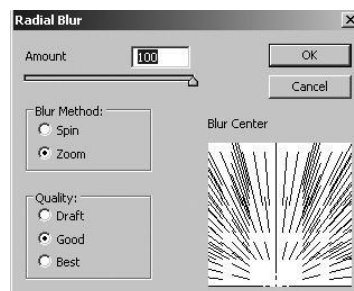 Radial Blur
Amount 100
OK
Cancel
Blur Method:
Spin
Zoom
Blur Center
Quality:
Draft
Good
Best